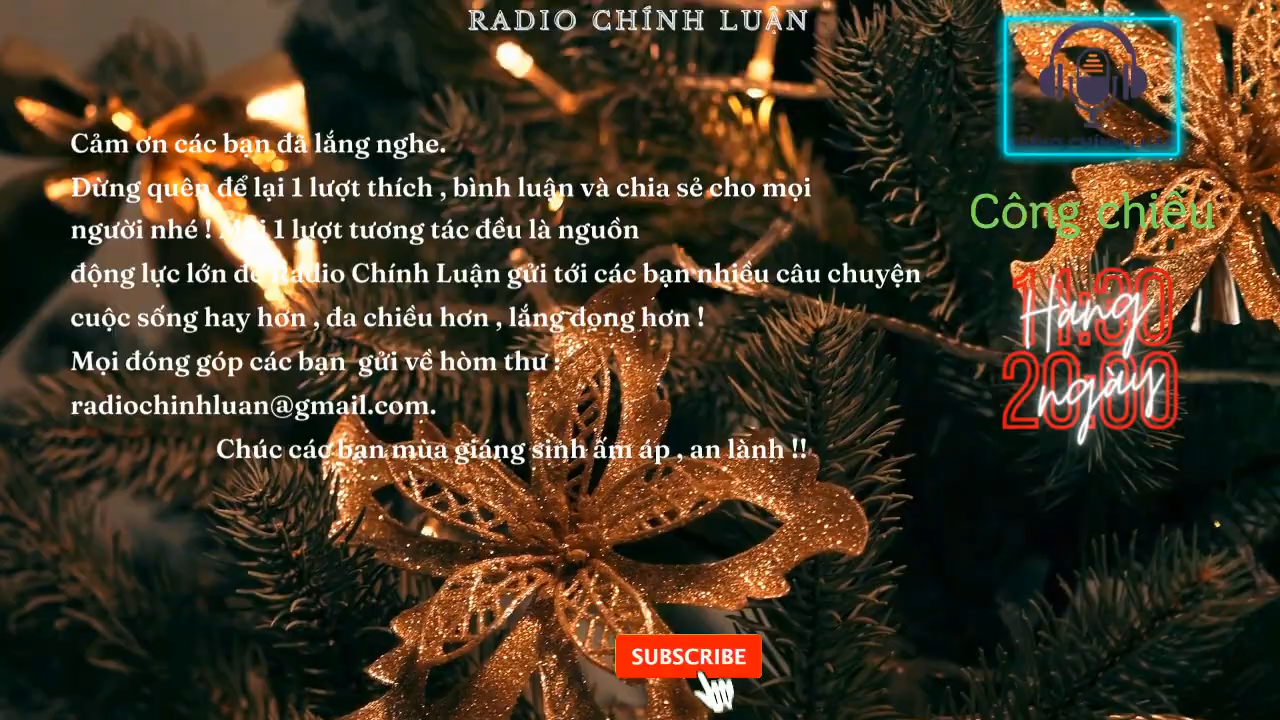 RADIO CHÍNH LUẬN
Cảm ơn các bạn đã lắng nghe.
Dừng quên để lại 1 lượt thích , bình luận và chia sẻ cho mọi
người nhé ! Mỗi 1 lượt tương tác đều là nguồn
động lực lớn để Radio Chính Luận gửi tới các bạn nhiều câu chuyện
cuộc sống hay hơn , đa chiều hơn , lắng đọng hơn !
Mọi đóng góp các bạn gửi về hòm thư :
radiochinhluan@gmail.com.
Chúc các bạn mùa giáng sinh ấm áp , an lành !!
Công chiếu
11:30
Hàng
20:00
ngày
SUBSCRIBE